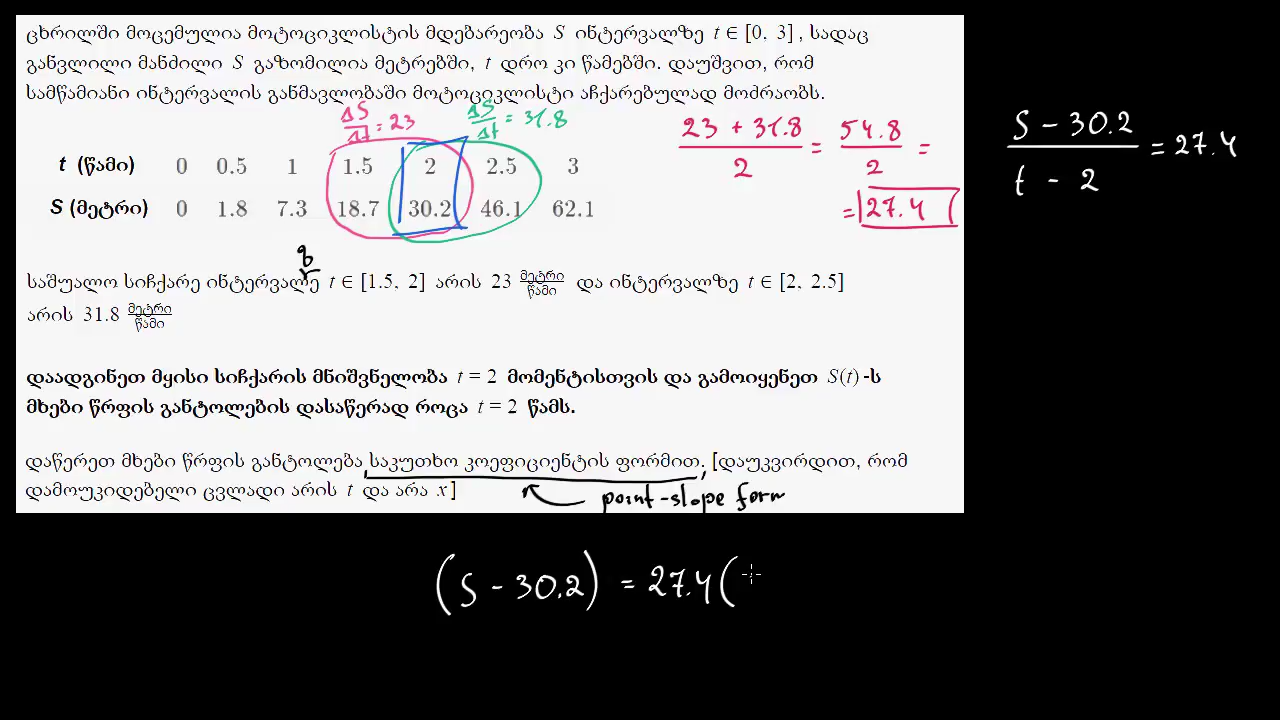 ცხრილში მოცემულია მოტოციკლისტის მდებარეობა S ინტერვალზე t ∈ [0, 3] , სადაც
განვლილი მანძილი S გაზომილია მეტრებში, t დრო კი წამებში. დაუშვით, რომ
სამწამიანი ინტერვალის განმავლობაში მოტოციკლისტი აჩქარებულად მოძრაობს.
ΔS/Δt = 23 ΔS/Δt = 31.8
t (წამი) 0 0.5 1 1.5 2 2.5 3
S (მეტრი) 0 1.8 7.3 18.7 30.2 46.1 62.1
ზ
საშუალო სიჩქარე ინტერვალე t ∈ [1.5, 2] არის 23 მეტრი/წამი და ინტერვალზე t ∈ [2, 2.5]
არის 31.8 მეტრი/წამი
დაადგინეთ მყისი სიჩქარის მნიშვნელობა t = 2 მომენტისთვის და გამოიყენეთ S(t)-ს
მხები წრფის განტოლების დასაწერად როცა t = 2 წამს.
დაწერეთ მხები წრფის განტოლება საკუთხო კოეფიციენტის ფორმით. [დაუკვირდით, რომ
დამოუკიდებელი ცვლადი არის t და არა x]
point-slope form
(23 + 31.8)/2 = 54.8/2 =
= 27.4
(S - 30.2)/(t - 2) = 27.4
(S - 30.2) = 27.4(